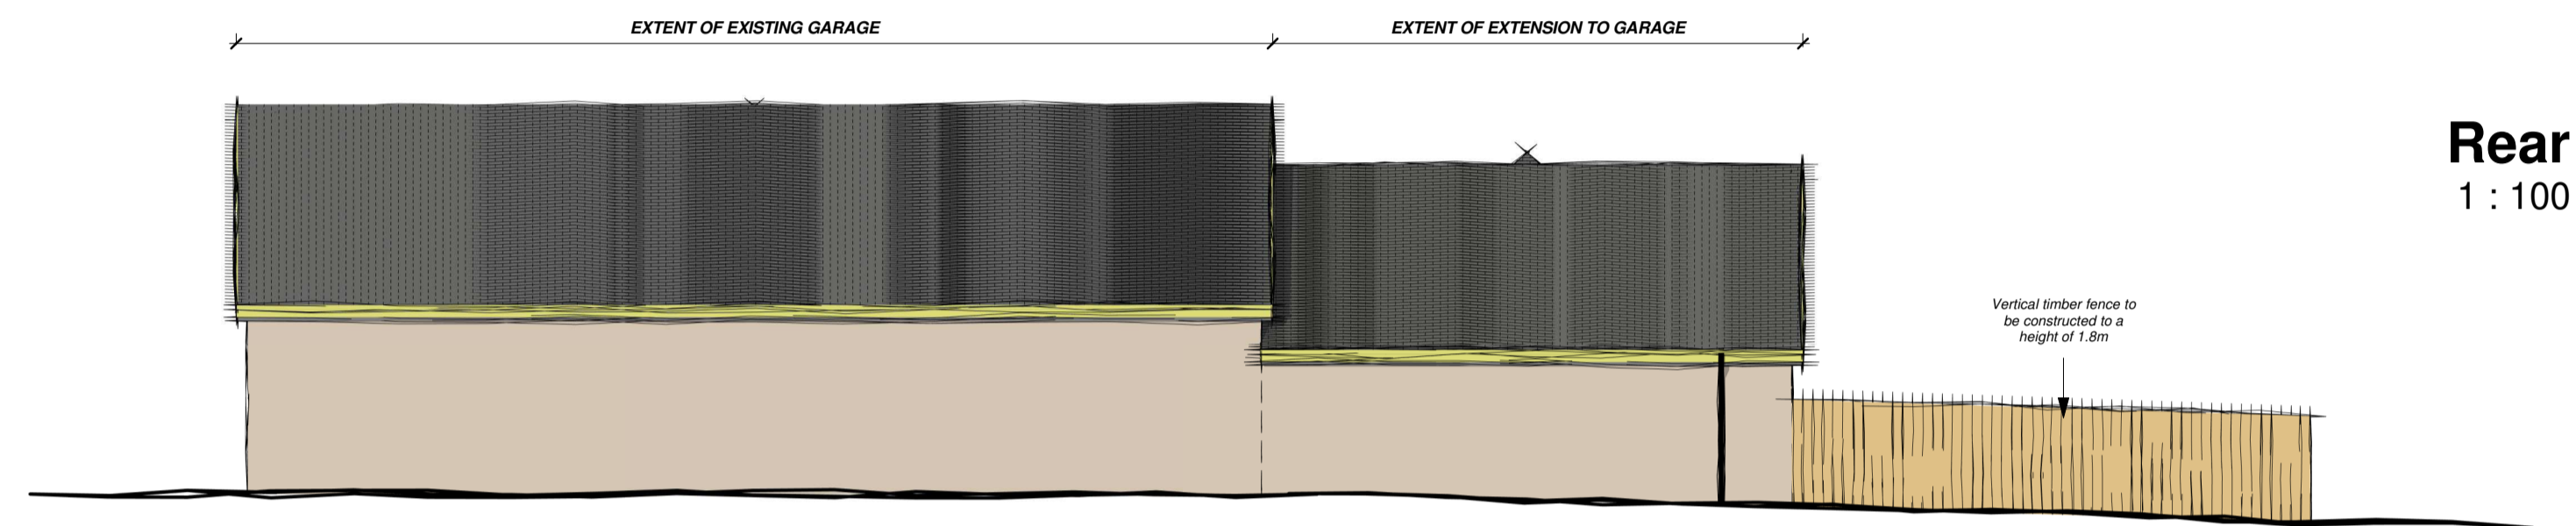 EXTENT OF EXISTING GARAGE
EXTENT OF EXTENSION TO GARAGE
Rear
1 : 100
Vertical timber fence to
be constructed to a
height of 1.8m